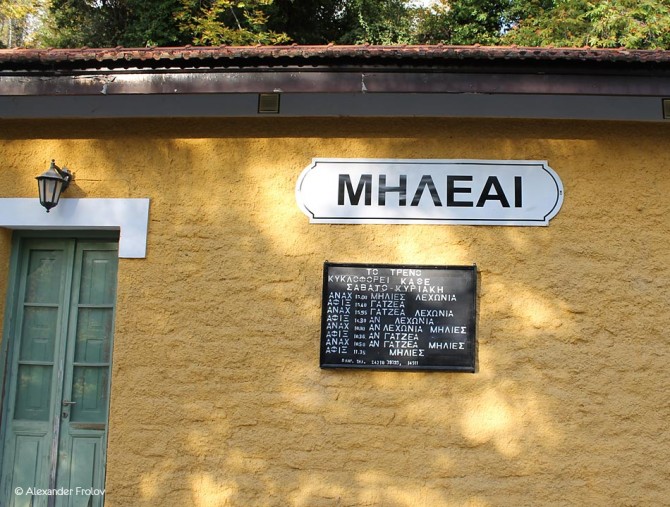 ΜΗΛΕΑΙ
ΤΟ ΤΡΕΝΟ
ΚΥΚΛΟΦΟΡΕΙ ΚΑΘΕ
ΣΑΒΑΤΟ-ΚΥΡΙΑΚΗ
ΑΝΑΧ ΜΗΛΙΕΣ ΛΕΧΩΝΙΑ
ΑΦΙΞ ΓΑΤΖΕΑ
ΑΝΑΧ ΓΑΤΖΕΑ ΛΕΧΩΝΙΑ
ΑΦΙΞ ΑΝ ΛΕΧΩΝΙΑ
ΑΝΑΧ ΑΝ ΛΕΧΩΝΙΑ ΜΗΛΙΕΣ
ΑΦΙΞ ΑΝ ΓΑΤΖΕΑ
ΑΝΑΧ ΑΝ ΓΑΤΖΕΑ ΜΗΛΙΕΣ
ΑΦΙΞ ΜΗΛΙΕΣ
© Alexander Frolov